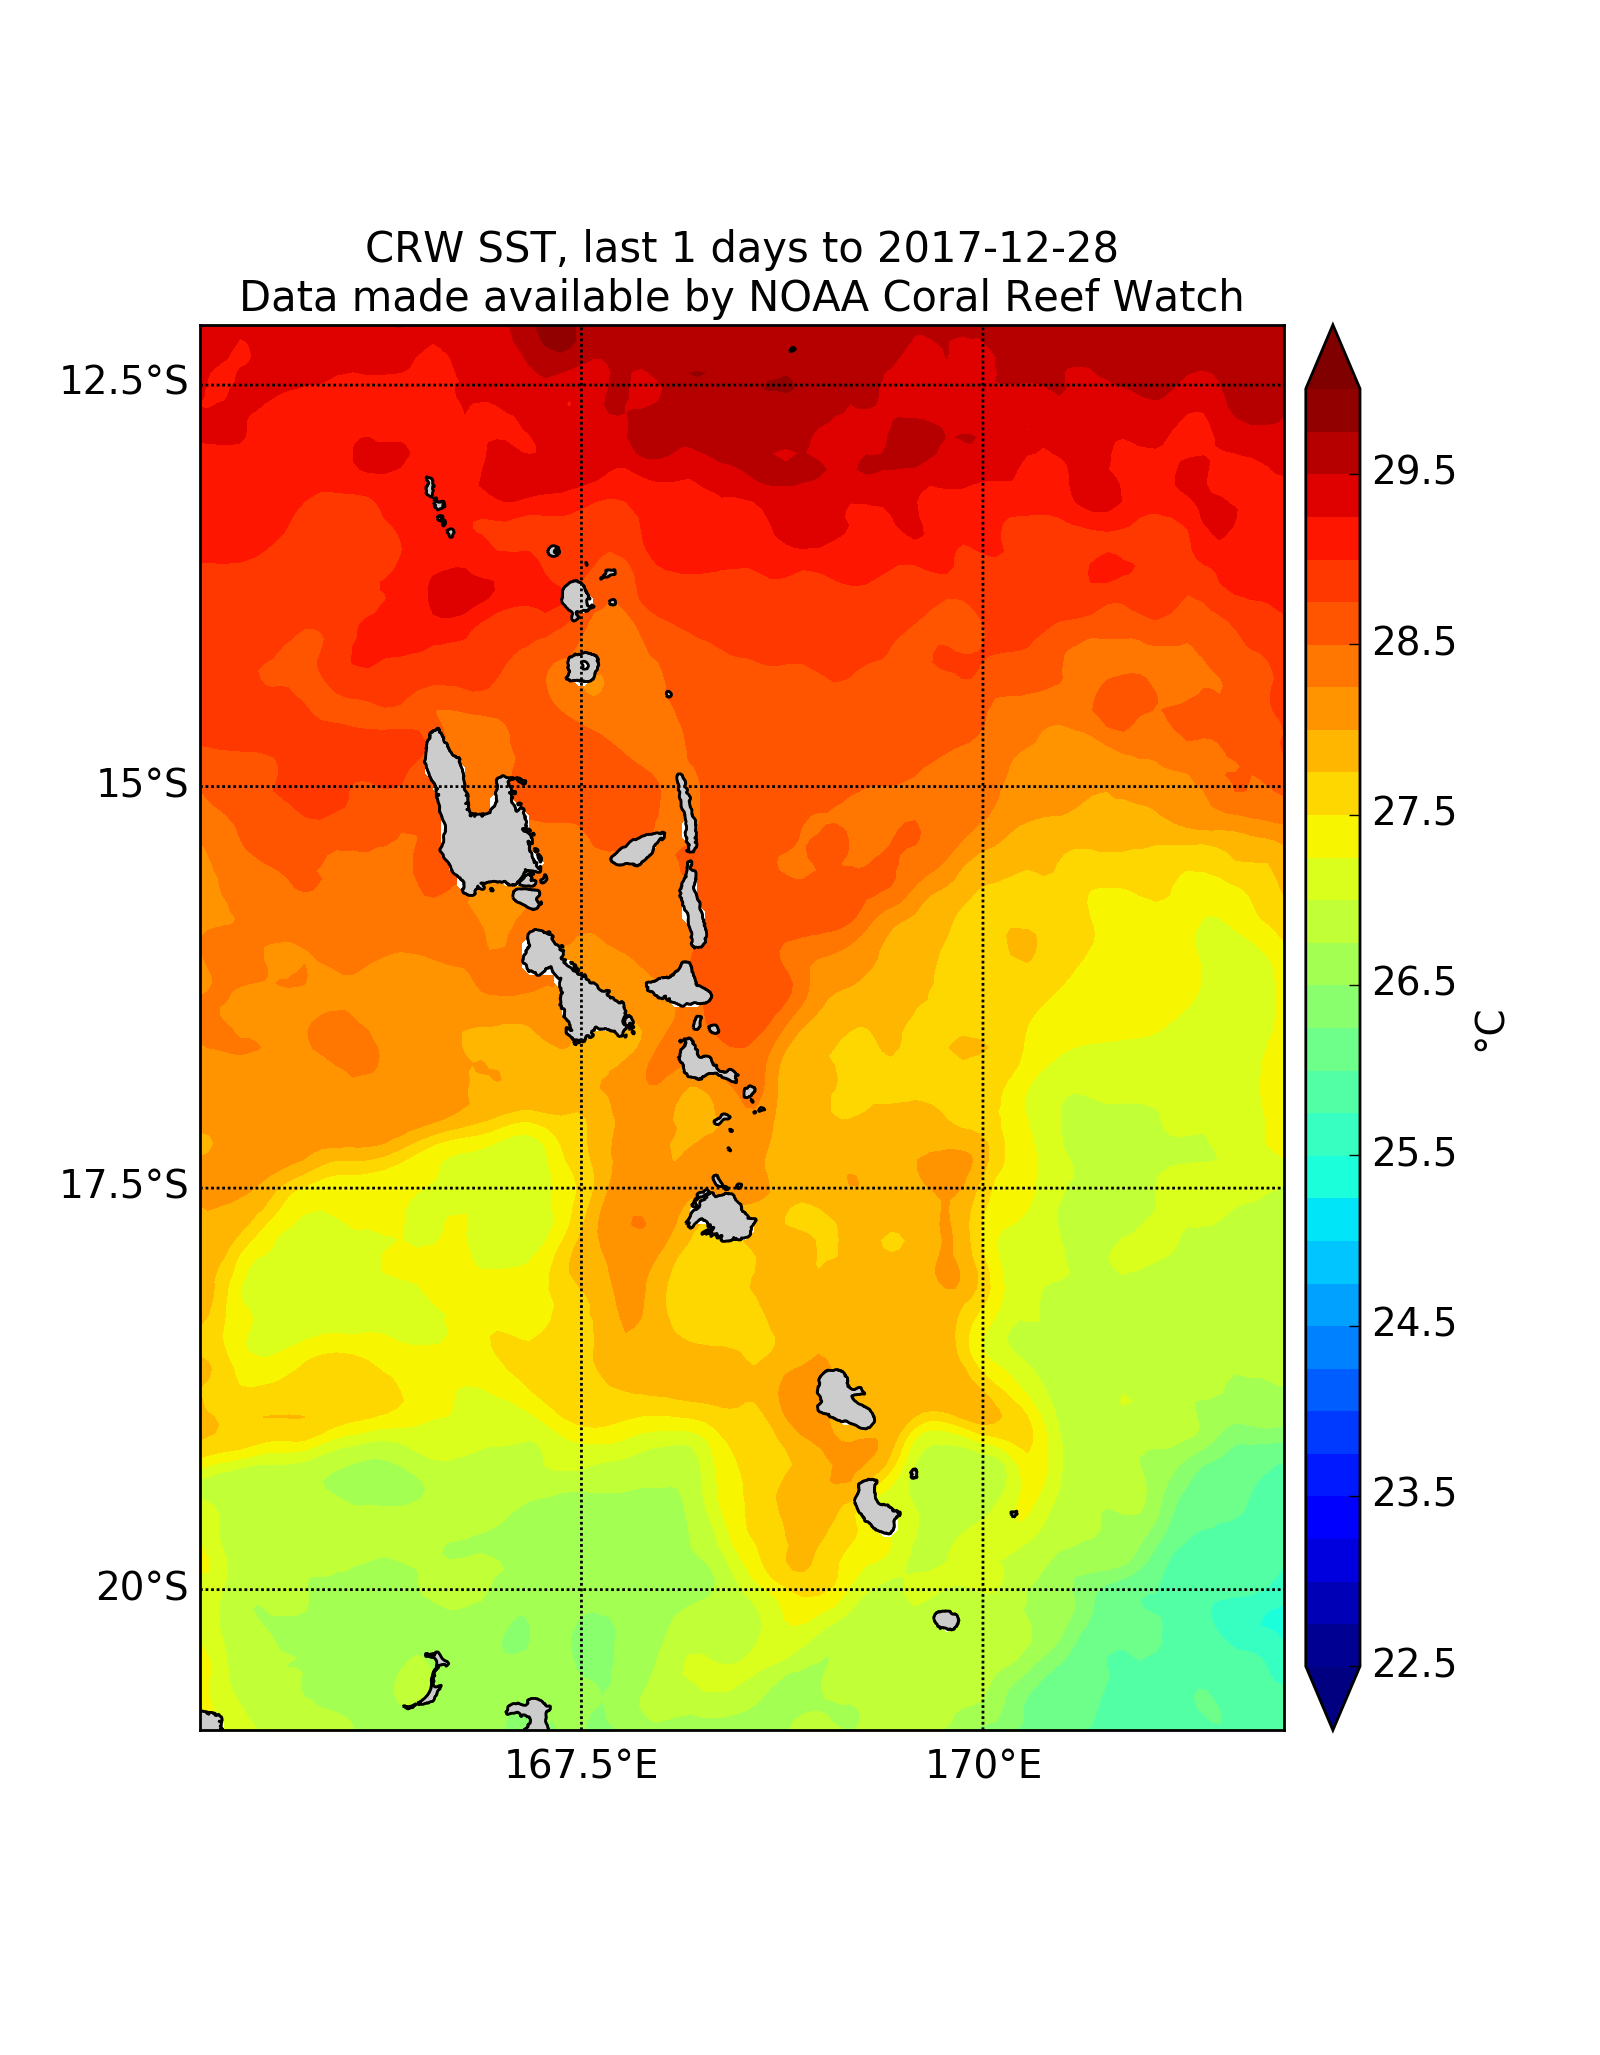 CRW SST, last 1 days to 2017-12-28
Data made available by NOAA Coral Reef Watch
12.5°S
15°S
17.5°S
20°S
167.5°E
170°E
29.5
28.5
27.5
26.5
25.5
24.5
23.5
22.5
°C